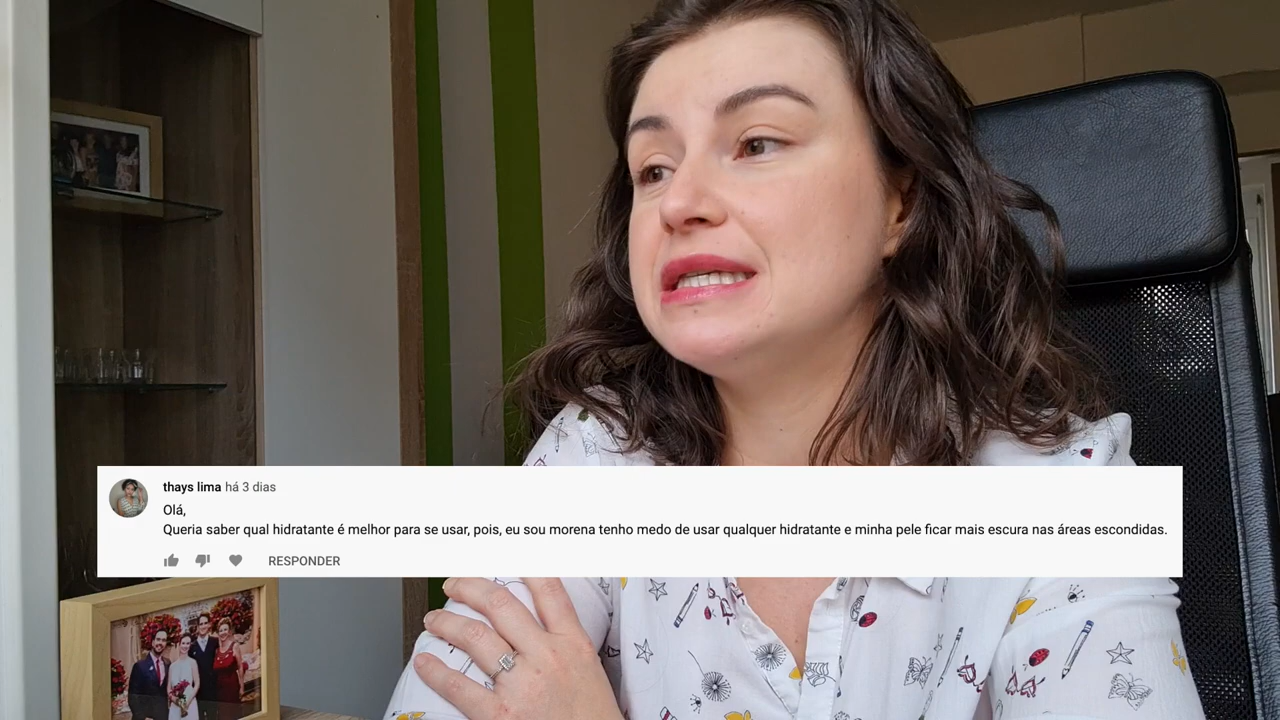 thays lima há 3 dias
Olá,
Queria saber qual hidratante é melhor para se usar, pois, eu sou morena tenho medo de usar qualquer hidratante e minha pele ficar mais escura nas áreas escondidas.
RESPONDER